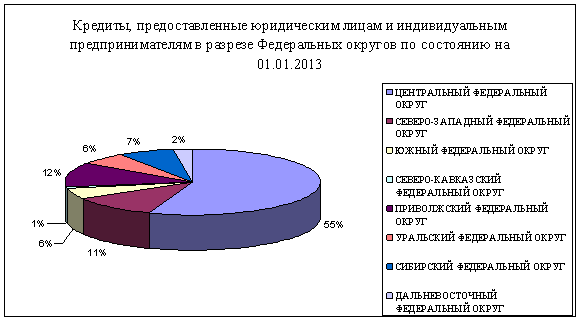 Кредиты, предоставленные юридическим лицам и индивидуальным
предпринимателям в разрезе Федеральных округов по состоянию на
01.01.2013
ЦЕНТРАЛЬНЫЙ ФЕДЕРАЛЬНЫЙ
ОКРУГ
СЕВЕРО-ЗАПАДНЫЙ ФЕДЕРАЛЬНЫЙ
ОКРУГ
ЮЖНЫЙ ФЕДЕРАЛЬНЫЙ ОКРУГ
СЕВЕРО-КАВКАЗСКИЙ
ФЕДЕРАЛЬНЫЙ ОКРУГ
ПРИВОЛЖСКИЙ ФЕДЕРАЛЬНЫЙ
ОКРУГ
УРАЛЬСКИЙ ФЕДЕРАЛЬНЫЙ ОКРУГ
СИБИРСКИЙ ФЕДЕРАЛЬНЫЙ ОКРУГ
ДАЛЬНЕВОСТОЧНЫЙ
ФЕДЕРАЛЬНЫЙ ОКРУГ
55%
11%
6%
1%
12%
6%
7%
2%